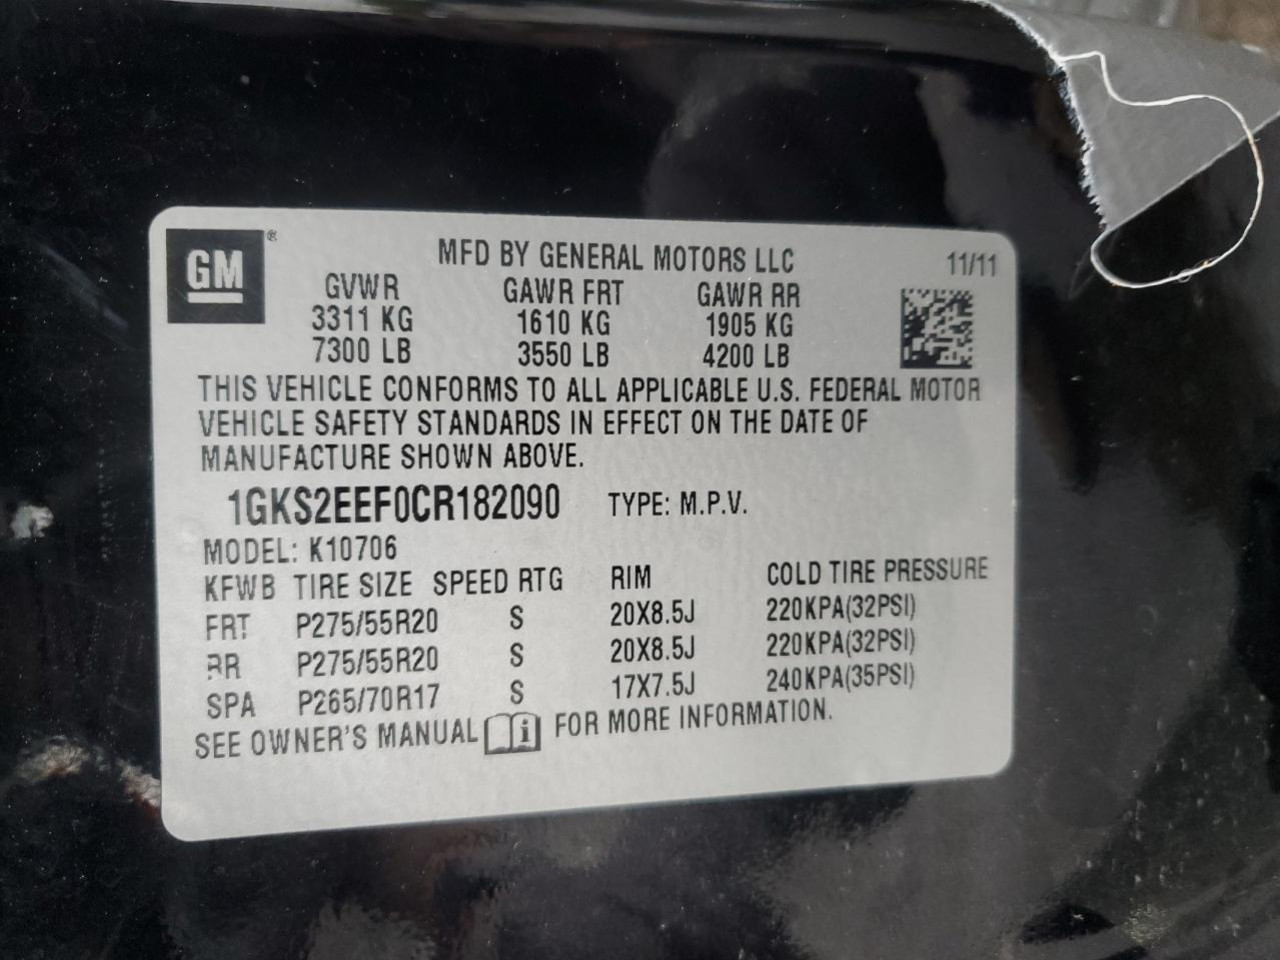 GM ®
MFD BY GENERAL MOTORS LLC 11/11
GVWR GAWR FRT GAWR RR
3311 KG 1610 KG 1905 KG
7300 LB 3550 LB 4200 LB
THIS VEHICLE CONFORMS TO ALL APPLICABLE U.S. FEDERAL MOTOR
VEHICLE SAFETY STANDARDS IN EFFECT ON THE DATE OF
MANUFACTURE SHOWN ABOVE.
1GKS2EEF0CR182090 TYPE: M.P.V.
MODEL: K10706
KFWB TIRE SIZE SPEED RTG RIM COLD TIRE PRESSURE
FRT P275/55R20 S 20X8.5J 220KPA(32PSI)
RR P275/55R20 S 20X8.5J 220KPA(32PSI)
SPA P265/70R17 S 17X7.5J 240KPA(35PSI)
SEE OWNER'S MANUAL i FOR MORE INFORMATION.